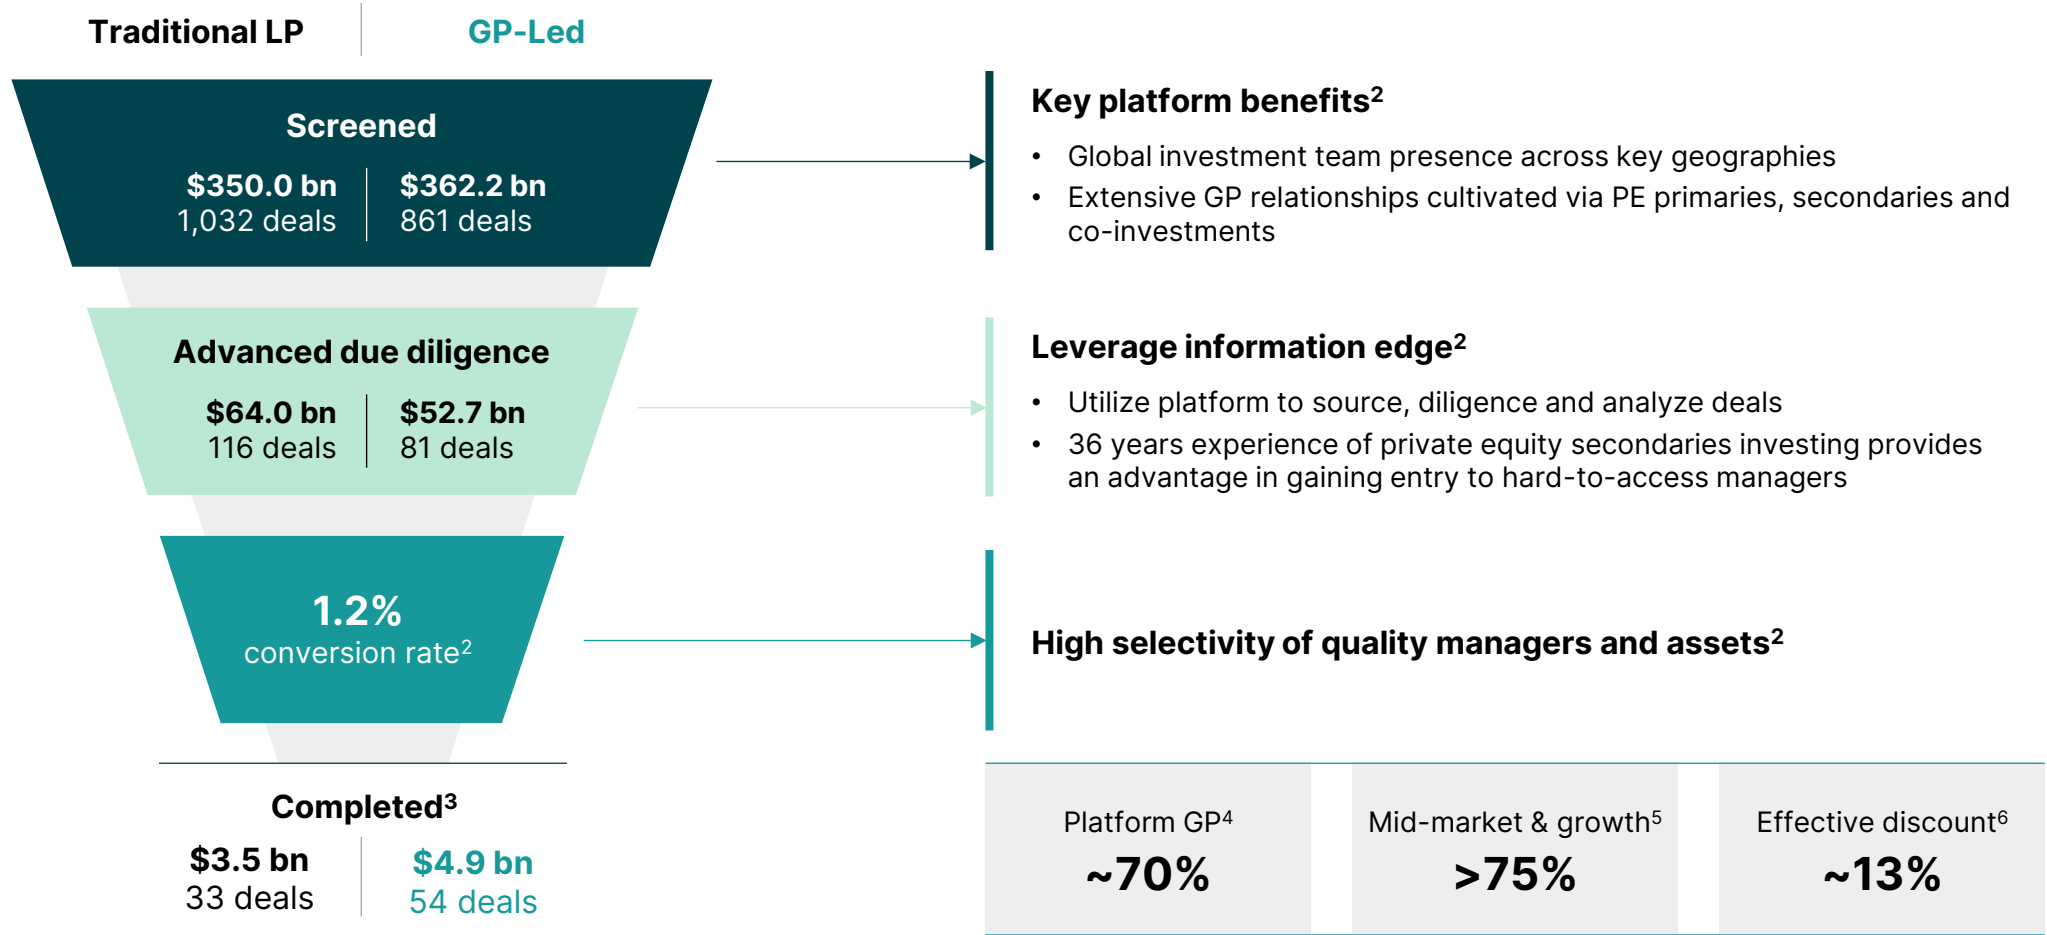 Traditional LP
GP-Led
Screened
$350.0 bn
1,032 deals
$362.2 bn
861 deals
Key platform benefits²
• Global investment team presence across key geographies
• Extensive GP relationships cultivated via PE primaries, secondaries and
co-investments
Advanced due diligence
$64.0 bn
116 deals
$52.7 bn
81 deals
Leverage information edge²
• Utilize platform to source, diligence and analyze deals
• 36 years experience of private equity secondaries investing provides
an advantage in gaining entry to hard-to-access managers
1.2%
conversion rate²
High selectivity of quality managers and assets²
Completed³
$3.5 bn
33 deals
$4.9 bn
54 deals
Platform GP⁴
~70%
Mid-market & growth⁵
>75%
Effective discount⁶
~13%